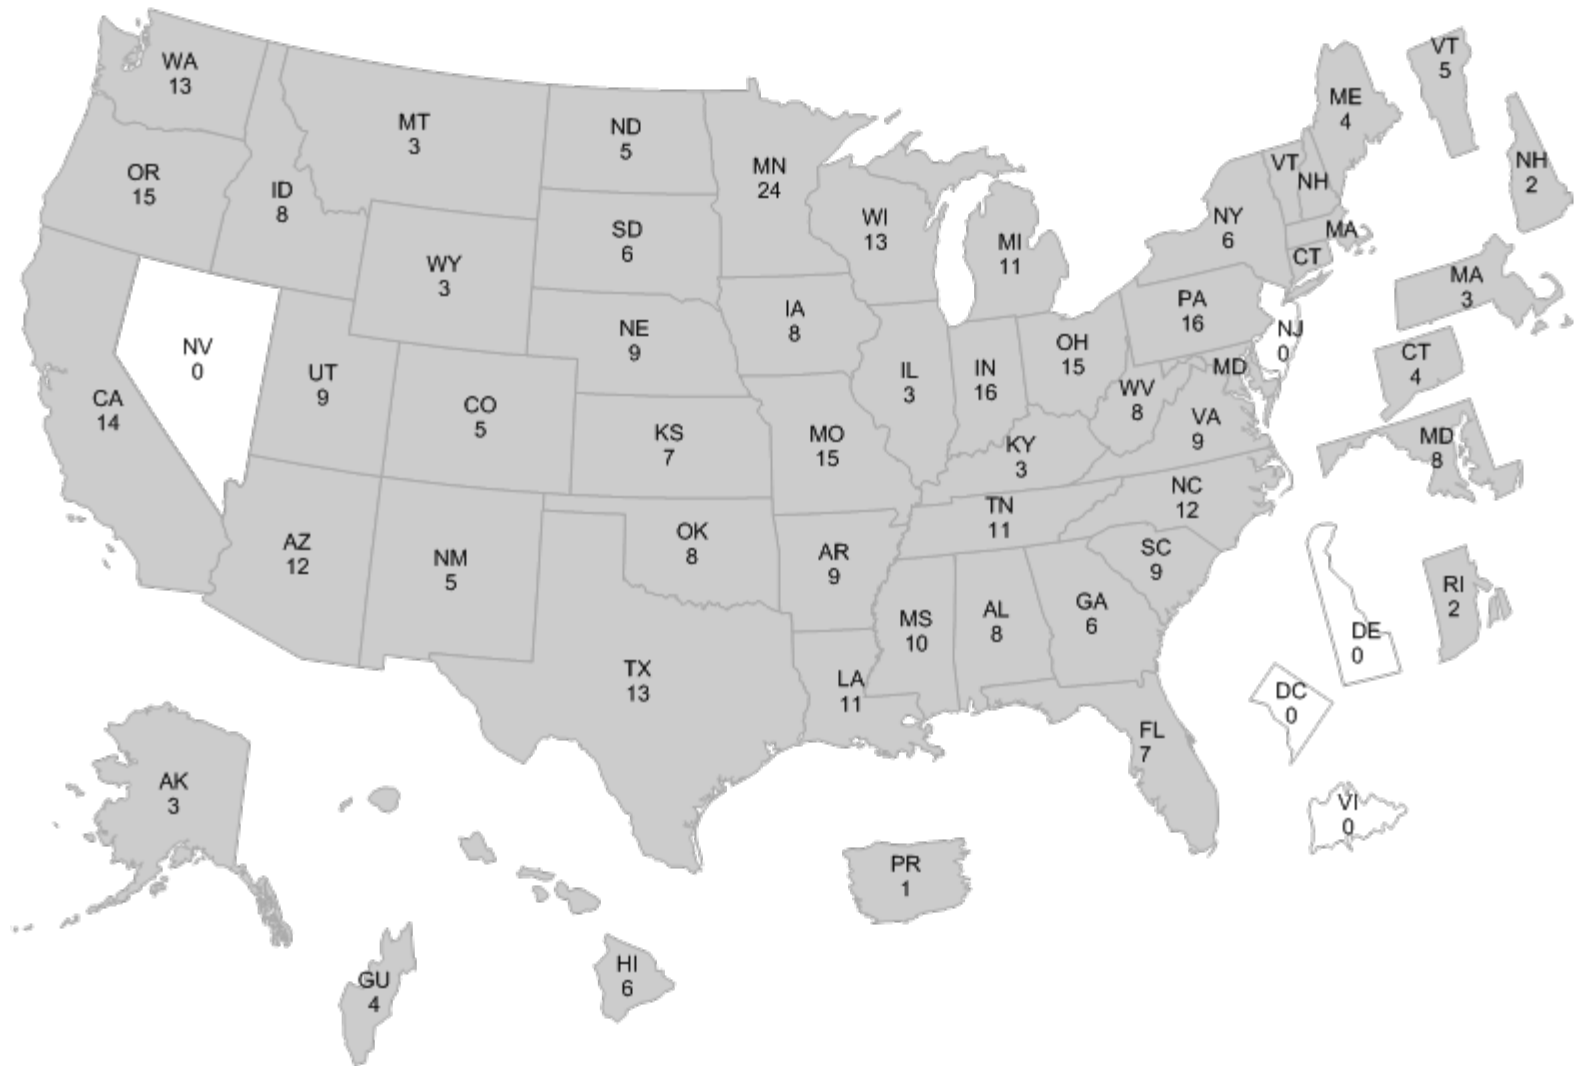 WA
13
MT
3
ND
5
MN
24
OR
15
ID
8
SD
6
WI
13
MI
11
WY
3
IA
8
NE
9
NV
0
UT
9
CO
5
CA
14
KS
7
MO
15
IL
3
IN
16
OH
15
PA
16
NY
6
VT
NH
ME
4
VT
5
NH
2
MA
CT
MA
3
NJ
0
CT
4
MD
WV
8
VA
9
MD
8
KY
3
NC
12
TN
11
AZ
12
NM
5
OK
8
AR
9
SC
9
MS
10
AL
8
GA
6
RI
2
DE
0
DC
0
TX
13
LA
11
FL
7
AK
3
VI
0
PR
1
GU
4
HI
6